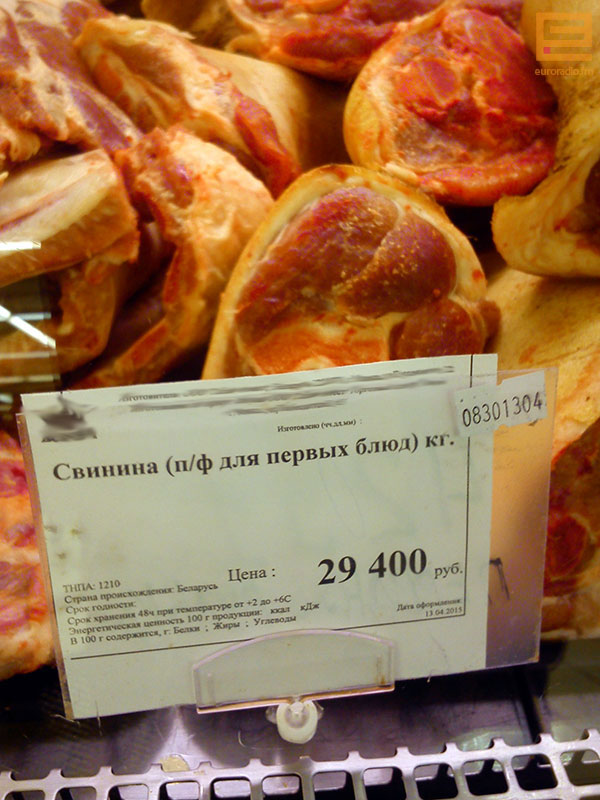 euroradio.fm
Изготовитель:
Изготовлено (чч.дд.мм) :
08301304
Свинина (п/ф для первых блюд) кг.
Цена : 29 400 руб.
ТНПА: 1210
Страна происхождения: Беларусь
Срок годности:
Срок хранения 48ч при температуре от +2 до +6С
Энергетическая ценность 100 г продукции: ккал кДж
В 100 г содержится, г: Белки ; Жиры ; Углеводы
Дата оформления:
13.04.2015